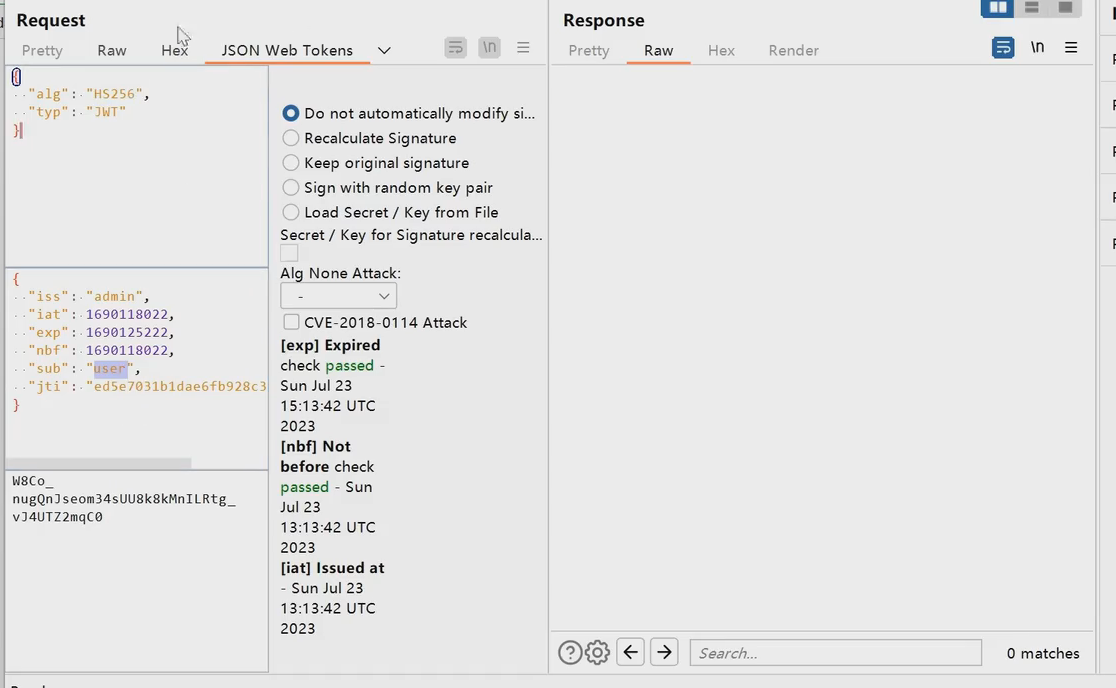 Request
Pretty Raw Hex JSON Web Tokens \n
{
"alg": "HS256",
"typ": "JWT"
}
{
"iss": "admin",
"iat": 1690118022,
"exp": 1690125222,
"nbf": 1690118022,
"sub": "user",
"jti": "ed5e7031b1dae6fb928c3
}
W8Co_
nugQnJseom34sUU8k8kMnILRtg_
vJ4UTZ2mqC0
Do not automatically modify si...
Recalculate Signature
Keep original signature
Sign with random key pair
Load Secret / Key from File
Secret / Key for Signature recalcula...
Alg None Attack:
-
CVE-2018-0114 Attack
[exp] Expired
check passed -
Sun Jul 23
15:13:42 UTC
2023
[nbf] Not
before check
passed - Sun
Jul 23
13:13:42 UTC
2023
[iat] Issued at
- Sun Jul 23
13:13:42 UTC
2023
Response
Pretty Raw Hex Render \n
Search... 0 matches